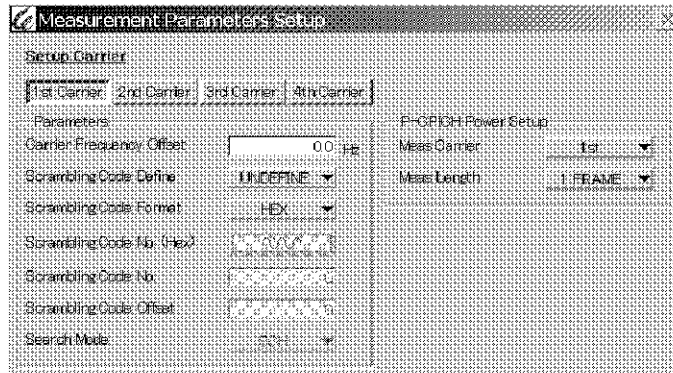 Measurement Parameters Setup
Setup Carrier
1st Carrier 2nd Carrier 3rd Carrier 4th Carrier
Parameters
Carrier Frequency Offset 0.0 Hz
Scrambling Code Define UNDEFINE
Scrambling Code Format HEX
Scrambling Code No. (Hex)
Scrambling Code No.
Scrambling Code Offset
Search Mode SCH
P-CPICH Power Setup
Meas Carrier 1st
Meas Length 1 FRAME